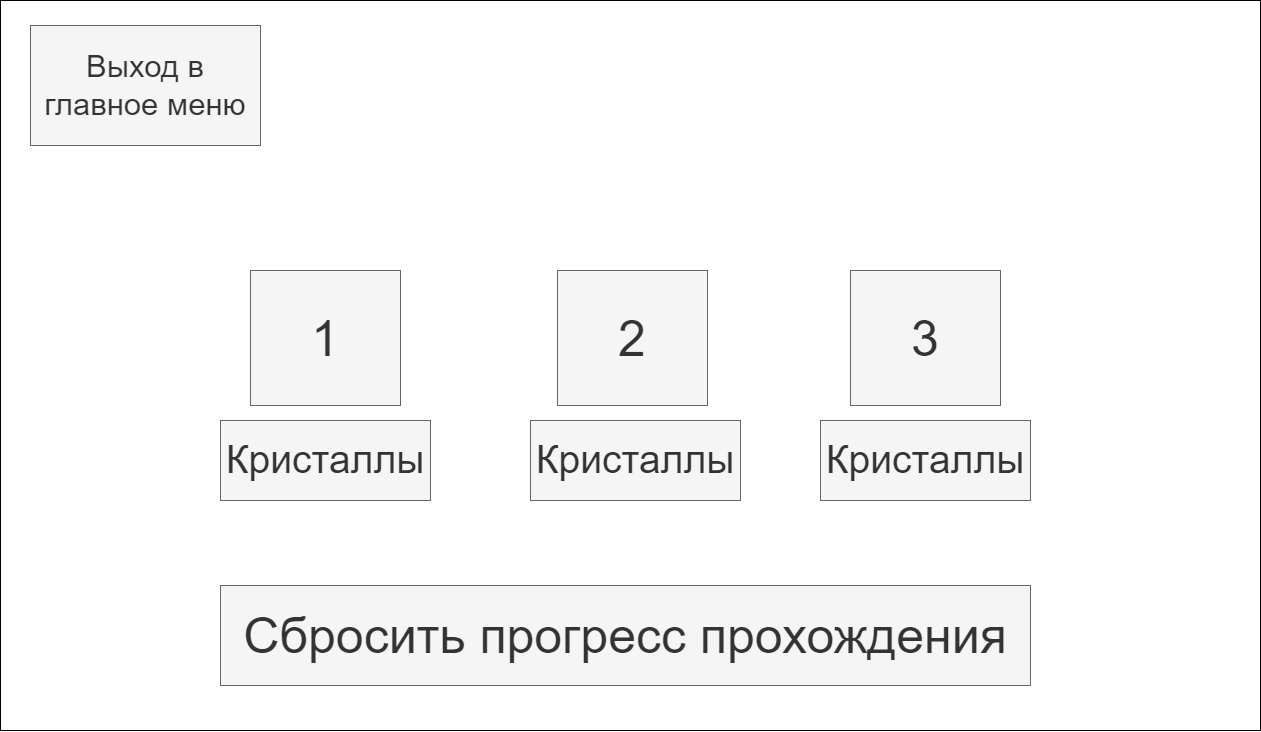 Выход в
главное меню
1
2
3
Кристаллы
Кристаллы
Кристаллы
Сбросить прогресс прохождения